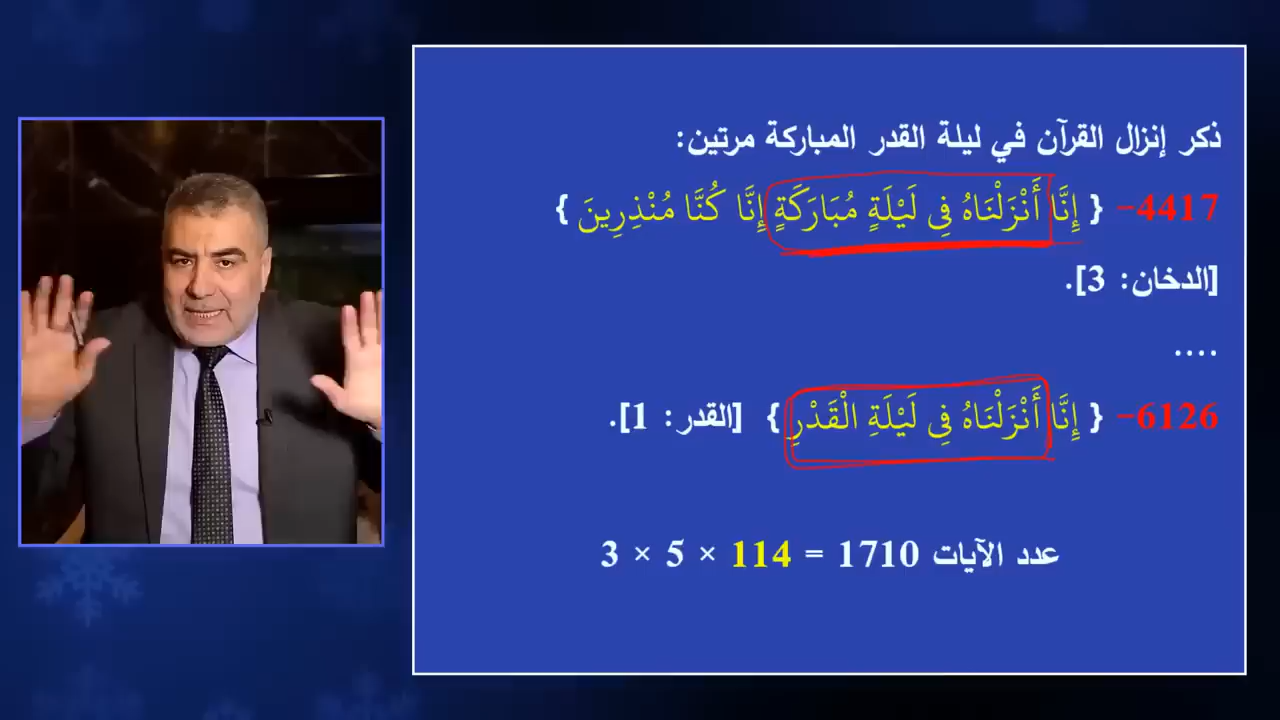 ذكر إنزال القرآن في ليلة القدر المباركة مرتين:
4417- { إِنَّا أَنْزَلْنَاهُ فِى لَيْلَةٍ مُبَارَكَةٍ إِنَّا كُنَّا مُنْذِرِينَ }
[الدخان: 3].
....
6126- { إِنَّا أَنْزَلْنَاهُ فِى لَيْلَةِ الْقَدْرِ } [القدر: 1].
عدد الآيات 1710 = 114 × 5 × 3